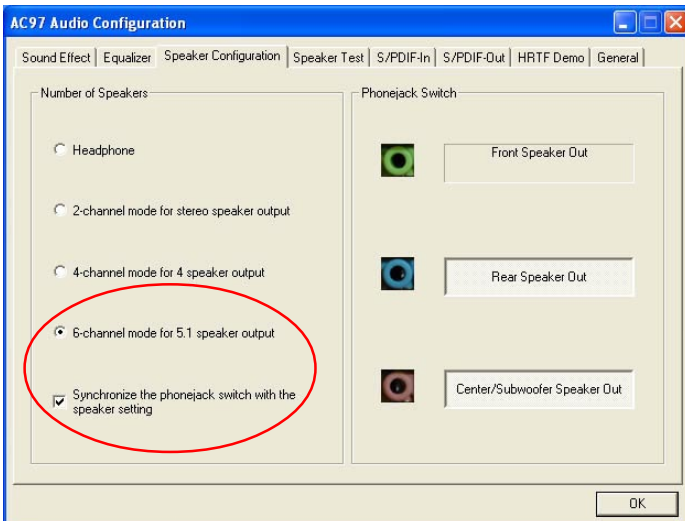 AC97 Audio Configuration
Sound Effect
Equalizer
Speaker Configuration
Speaker Test
S/PDIF-In
S/PDIF-Out
HRTF Demo
General
Number of Speakers
Headphone
2-channel mode for stereo speaker output
4-channel mode for 4 speaker output
6-channel mode for 5.1 speaker output
Synchronize the phonejack switch with the
speaker setting
Phonejack Switch
Front Speaker Out
Rear Speaker Out
Center/Subwoofer Speaker Out
OK